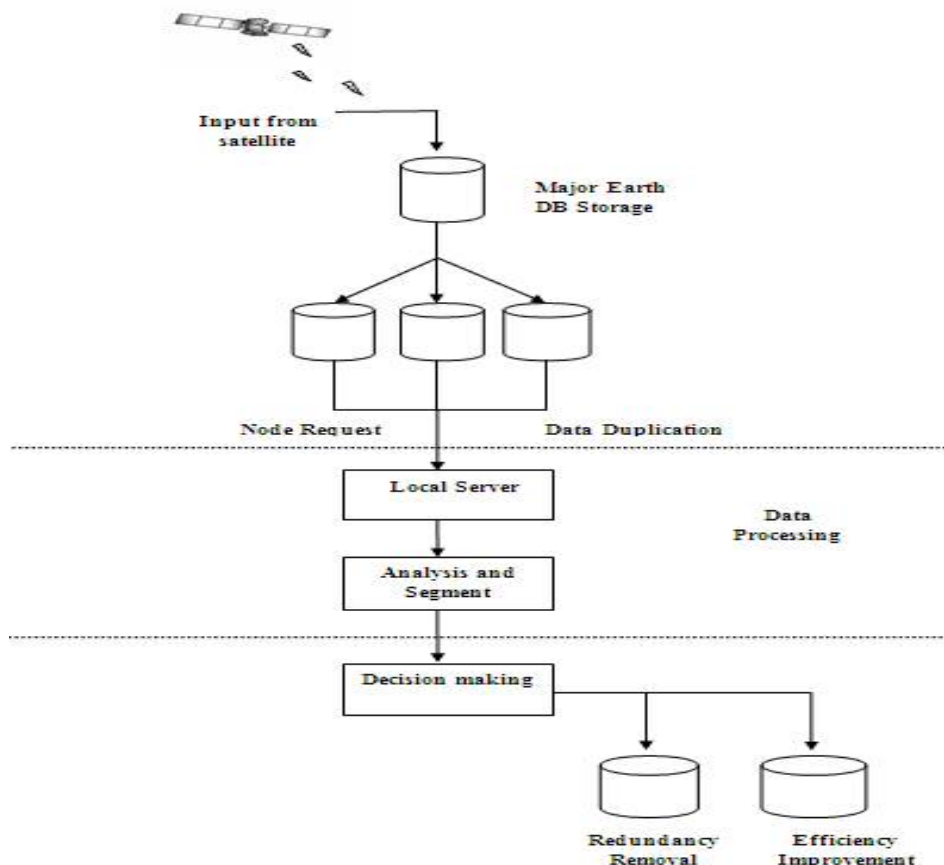 Input from
satellite
Major Earth
DB Storage
Node Request
Data Duplication
Local Server
Data
Processing
Analysis and
Segment
Decision making
Redundancy
Removal
Efficiency
Improvement